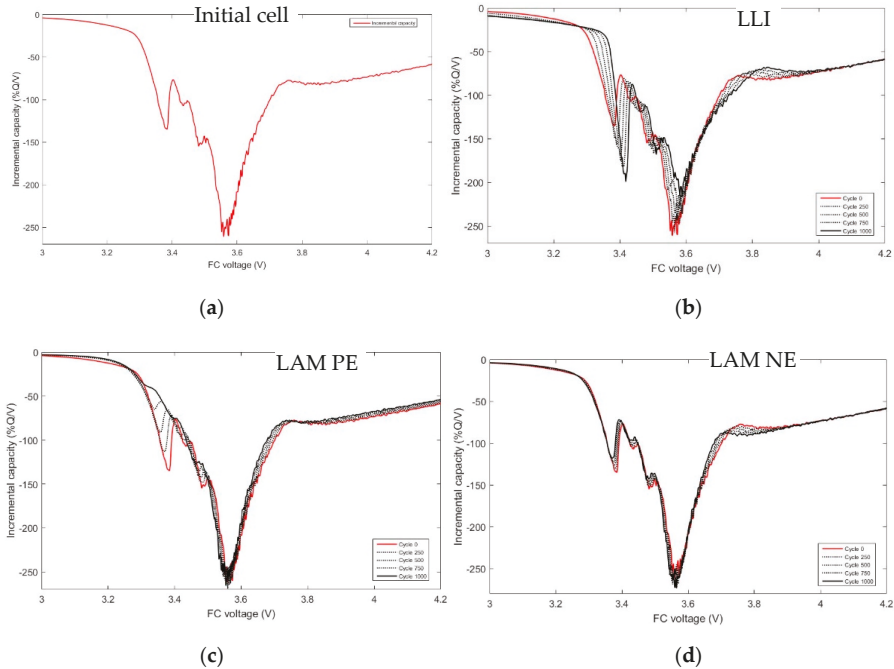 Initial cell
Incremental capacity
0
-50
-100
-150
-200
-250
Incremental capacity (%Q/V)
3
3.2
3.4
3.6
3.8
4
4.2
FC voltage (V)
(a)
LLI
0
-50
-100
-150
-200
-250
Incremental capacity (%Q/V)
Cycle 0
Cycle 250
Cycle 500
Cycle 750
Cycle 1000
3
3.2
3.4
3.6
3.8
4
4.2
FC voltage (V)
(b)
LAM PE
0
-50
-100
-150
-200
-250
Incremental capacity (%Q/V)
Cycle 0
Cycle 250
Cycle 500
Cycle 750
Cycle 1000
3
3.2
3.4
3.6
3.8
4
4.2
FC voltage (V)
(c)
LAM NE
0
-50
-100
-150
-200
-250
Incremental capacity (%Q/V)
Cycle 0
Cycle 250
Cycle 500
Cycle 750
Cycle 1000
3
3.2
3.4
3.6
3.8
4
4.2
FC voltage (V)
(d)